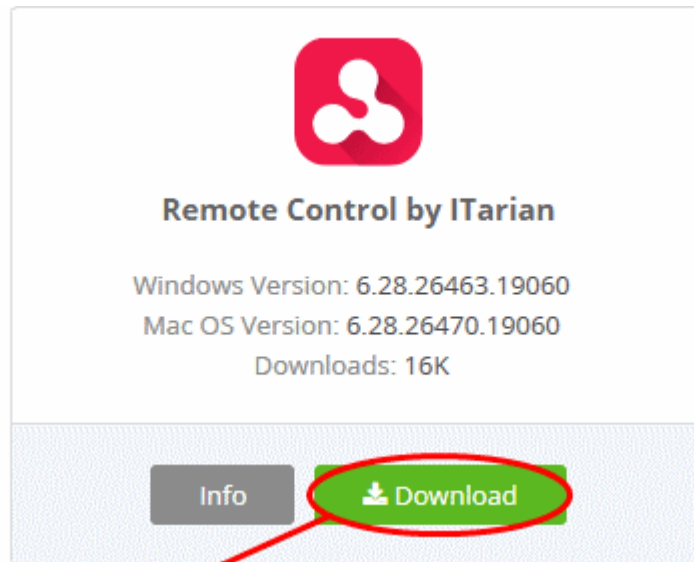 Remote Control by ITarian
Windows Version: 6.28.26463.19060
Mac OS Version: 6.28.26470.19060
Downloads: 16K
Info
Download